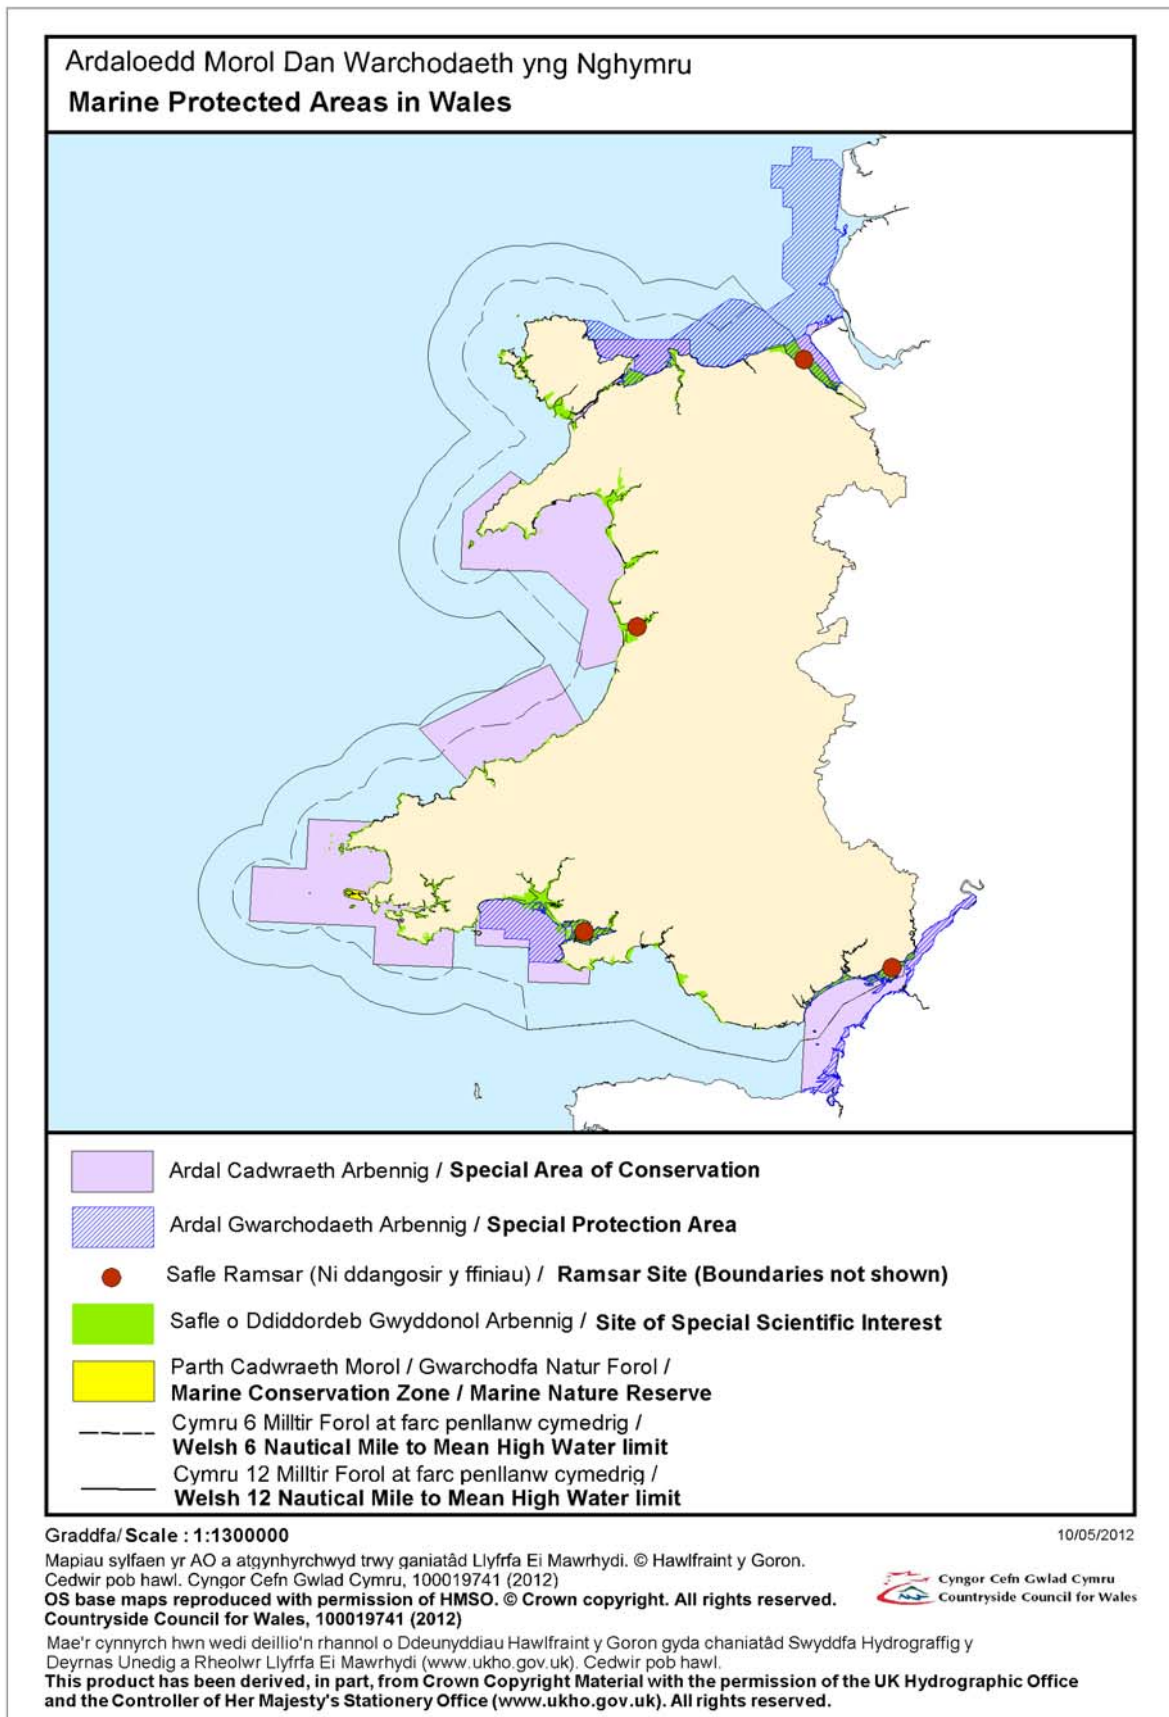 Ardaloedd Morol Dan Warchodaeth yng Nghymru
Marine Protected Areas in Wales
Ardal Cadwraeth Arbennig / Special Area of Conservation
Ardal Gwarchodaeth Arbennig / Special Protection Area
Safle Ramsar (Ni ddangosir y ffiniau) / Ramsar Site (Boundaries not shown)
Safle o Ddiddordeb Gwyddonol Arbennig / Site of Special Scientific Interest
Parth Cadwraeth Morol / Gwarchodfa Natur Forol /
Marine Conservation Zone / Marine Nature Reserve
Cymru 6 Milltir Forol at farc penllanw cymedrig /
Welsh 6 Nautical Mile to Mean High Water limit
Cymru 12 Milltir Forol at farc penllanw cymedrig /
Welsh 12 Nautical Mile to Mean High Water limit
Graddfa/ Scale : 1:1300000
10/05/2012
Mapiau sylfaen yr AO a atgynhyrchwyd trwy ganiatâd Llyfrfa Ei Mawrhydi. © Hawlfraint y Goron.
Cedwir pob hawl. Cyngor Cefn Gwlad Cymru, 100019741 (2012)
OS base maps reproduced with permission of HMSO. © Crown copyright. All rights reserved.
Countryside Council for Wales, 100019741 (2012)
Cyngor Cefn Gwlad Cymru
Countryside Council for Wales
Mae'r cynnyrch hwn wedi deillio'n rhannol o Ddeunyddiau Hawlfraint y Goron gyda chaniatâd Swyddfa Hydrograffig y
Deyrnas Unedig a Rheolwr Llyfrfa Ei Mawrhydi (www.ukho.gov.uk). Cedwir pob hawl.
This product has been derived, in part, from Crown Copyright Material with the permission of the UK Hydrographic Office
and the Controller of Her Majesty's Stationery Office (www.ukho.gov.uk). All rights reserved.